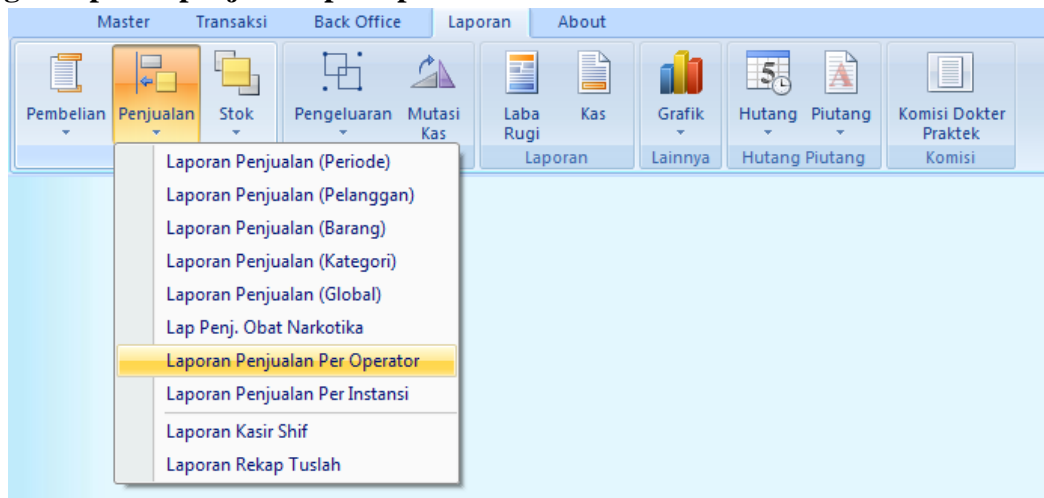 Master Transaksi Back Office Laporan About
Pembelian Penjualan Stok Pengeluaran Mutasi Kas Laba Rugi Kas Grafik Hutang Piutang Komisi Dokter Praktek
Laporan Lainnya Hutang Piutang Komisi
Laporan Penjualan (Periode)
Laporan Penjualan (Pelanggan)
Laporan Penjualan (Barang)
Laporan Penjualan (Kategori)
Laporan Penjualan (Global)
Lap Penj. Obat Narkotika
Laporan Penjualan Per Operator
Laporan Penjualan Per Instansi
Laporan Kasir Shif
Laporan Rekap Tuslah